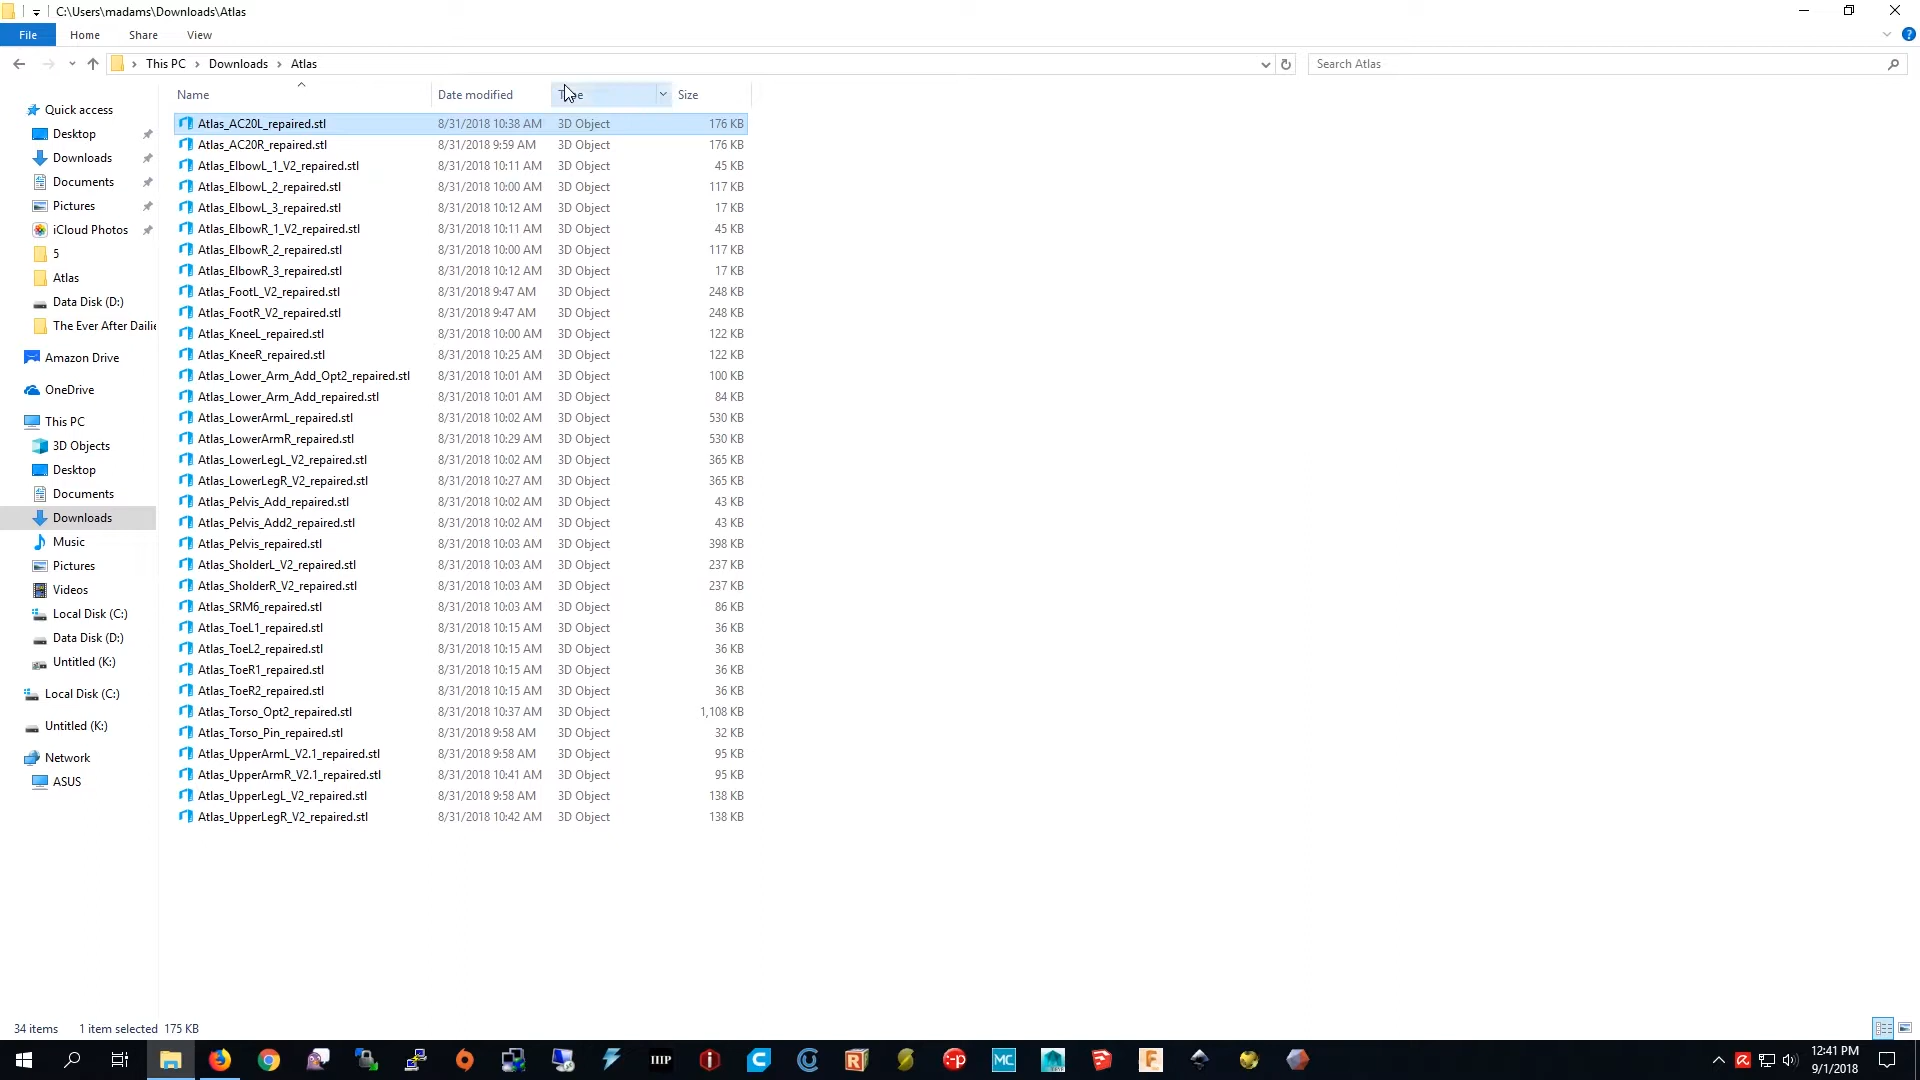 C:\Users\madams\Downloads\Atlas
File Home Share View
This PC Downloads Atlas
Search Atlas
Name Date modified Size
Quick access
Desktop
Downloads
Documents
Pictures
iCloud Photos
5
Atlas
Data Disk (D:)
The Ever After Dailie
Amazon Drive
OneDrive
This PC
3D Objects
Desktop
Documents
Downloads
Music
Pictures
Videos
Local Disk (C:)
Data Disk (D:)
Untitled (K:)
Local Disk (C:)
Untitled (K:)
Network
ASUS
Atlas_AC20L_repaired.stl 8/31/2018 10:38 AM 3D Object 176 KB
Atlas_AC20R_repaired.stl 8/31/2018 9:59 AM 3D Object 176 KB
Atlas_ElbowL_1_V2_repaired.stl 8/31/2018 10:11 AM 3D Object 45 KB
Atlas_ElbowL_2_repaired.stl 8/31/2018 10:00 AM 3D Object 117 KB
Atlas_ElbowL_3_repaired.stl 8/31/2018 10:12 AM 3D Object 17 KB
Atlas_ElbowR_1_V2_repaired.stl 8/31/2018 10:11 AM 3D Object 45 KB
Atlas_ElbowR_2_repaired.stl 8/31/2018 10:00 AM 3D Object 117 KB
Atlas_ElbowR_3_repaired.stl 8/31/2018 10:12 AM 3D Object 17 KB
Atlas_FootL_V2_repaired.stl 8/31/2018 9:47 AM 3D Object 248 KB
Atlas_FootR_V2_repaired.stl 8/31/2018 9:47 AM 3D Object 248 KB
Atlas_KneeL_repaired.stl 8/31/2018 10:00 AM 3D Object 122 KB
Atlas_KneeR_repaired.stl 8/31/2018 10:25 AM 3D Object 122 KB
Atlas_Lower_Arm_Add_Opt2_repaired.stl 8/31/2018 10:01 AM 3D Object 100 KB
Atlas_Lower_Arm_Add_repaired.stl 8/31/2018 10:01 AM 3D Object 84 KB
Atlas_LowerArmL_repaired.stl 8/31/2018 10:02 AM 3D Object 530 KB
Atlas_LowerArmR_repaired.stl 8/31/2018 10:29 AM 3D Object 530 KB
Atlas_LowerLegL_V2_repaired.stl 8/31/2018 10:02 AM 3D Object 365 KB
Atlas_LowerLegR_V2_repaired.stl 8/31/2018 10:27 AM 3D Object 365 KB
Atlas_Pelvis_Add_repaired.stl 8/31/2018 10:02 AM 3D Object 43 KB
Atlas_Pelvis_Add2_repaired.stl 8/31/2018 10:02 AM 3D Object 43 KB
Atlas_Pelvis_repaired.stl 8/31/2018 10:03 AM 3D Object 398 KB
Atlas_SholderL_V2_repaired.stl 8/31/2018 10:03 AM 3D Object 237 KB
Atlas_SholderR_V2_repaired.stl 8/31/2018 10:03 AM 3D Object 237 KB
Atlas_SRM6_repaired.stl 8/31/2018 10:03 AM 3D Object 86 KB
Atlas_ToeL1_repaired.stl 8/31/2018 10:15 AM 3D Object 36 KB
Atlas_ToeL2_repaired.stl 8/31/2018 10:15 AM 3D Object 36 KB
Atlas_ToeR1_repaired.stl 8/31/2018 10:15 AM 3D Object 36 KB
Atlas_ToeR2_repaired.stl 8/31/2018 10:15 AM 3D Object 36 KB
Atlas_Torso_Opt2_repaired.stl 8/31/2018 10:37 AM 3D Object 1,108 KB
Atlas_Torso_Pin_repaired.stl 8/31/2018 9:58 AM 3D Object 32 KB
Atlas_UpperArmL_V2.1_repaired.stl 8/31/2018 9:58 AM 3D Object 95 KB
Atlas_UpperArmR_V2.1_repaired.stl 8/31/2018 10:41 AM 3D Object 95 KB
Atlas_UpperLegL_V2_repaired.stl 8/31/2018 9:58 AM 3D Object 138 KB
Atlas_UpperLegR_V2_repaired.stl 8/31/2018 10:42 AM 3D Object 138 KB
34 items 1 item selected 175 KB
12:41 PM
9/1/2018